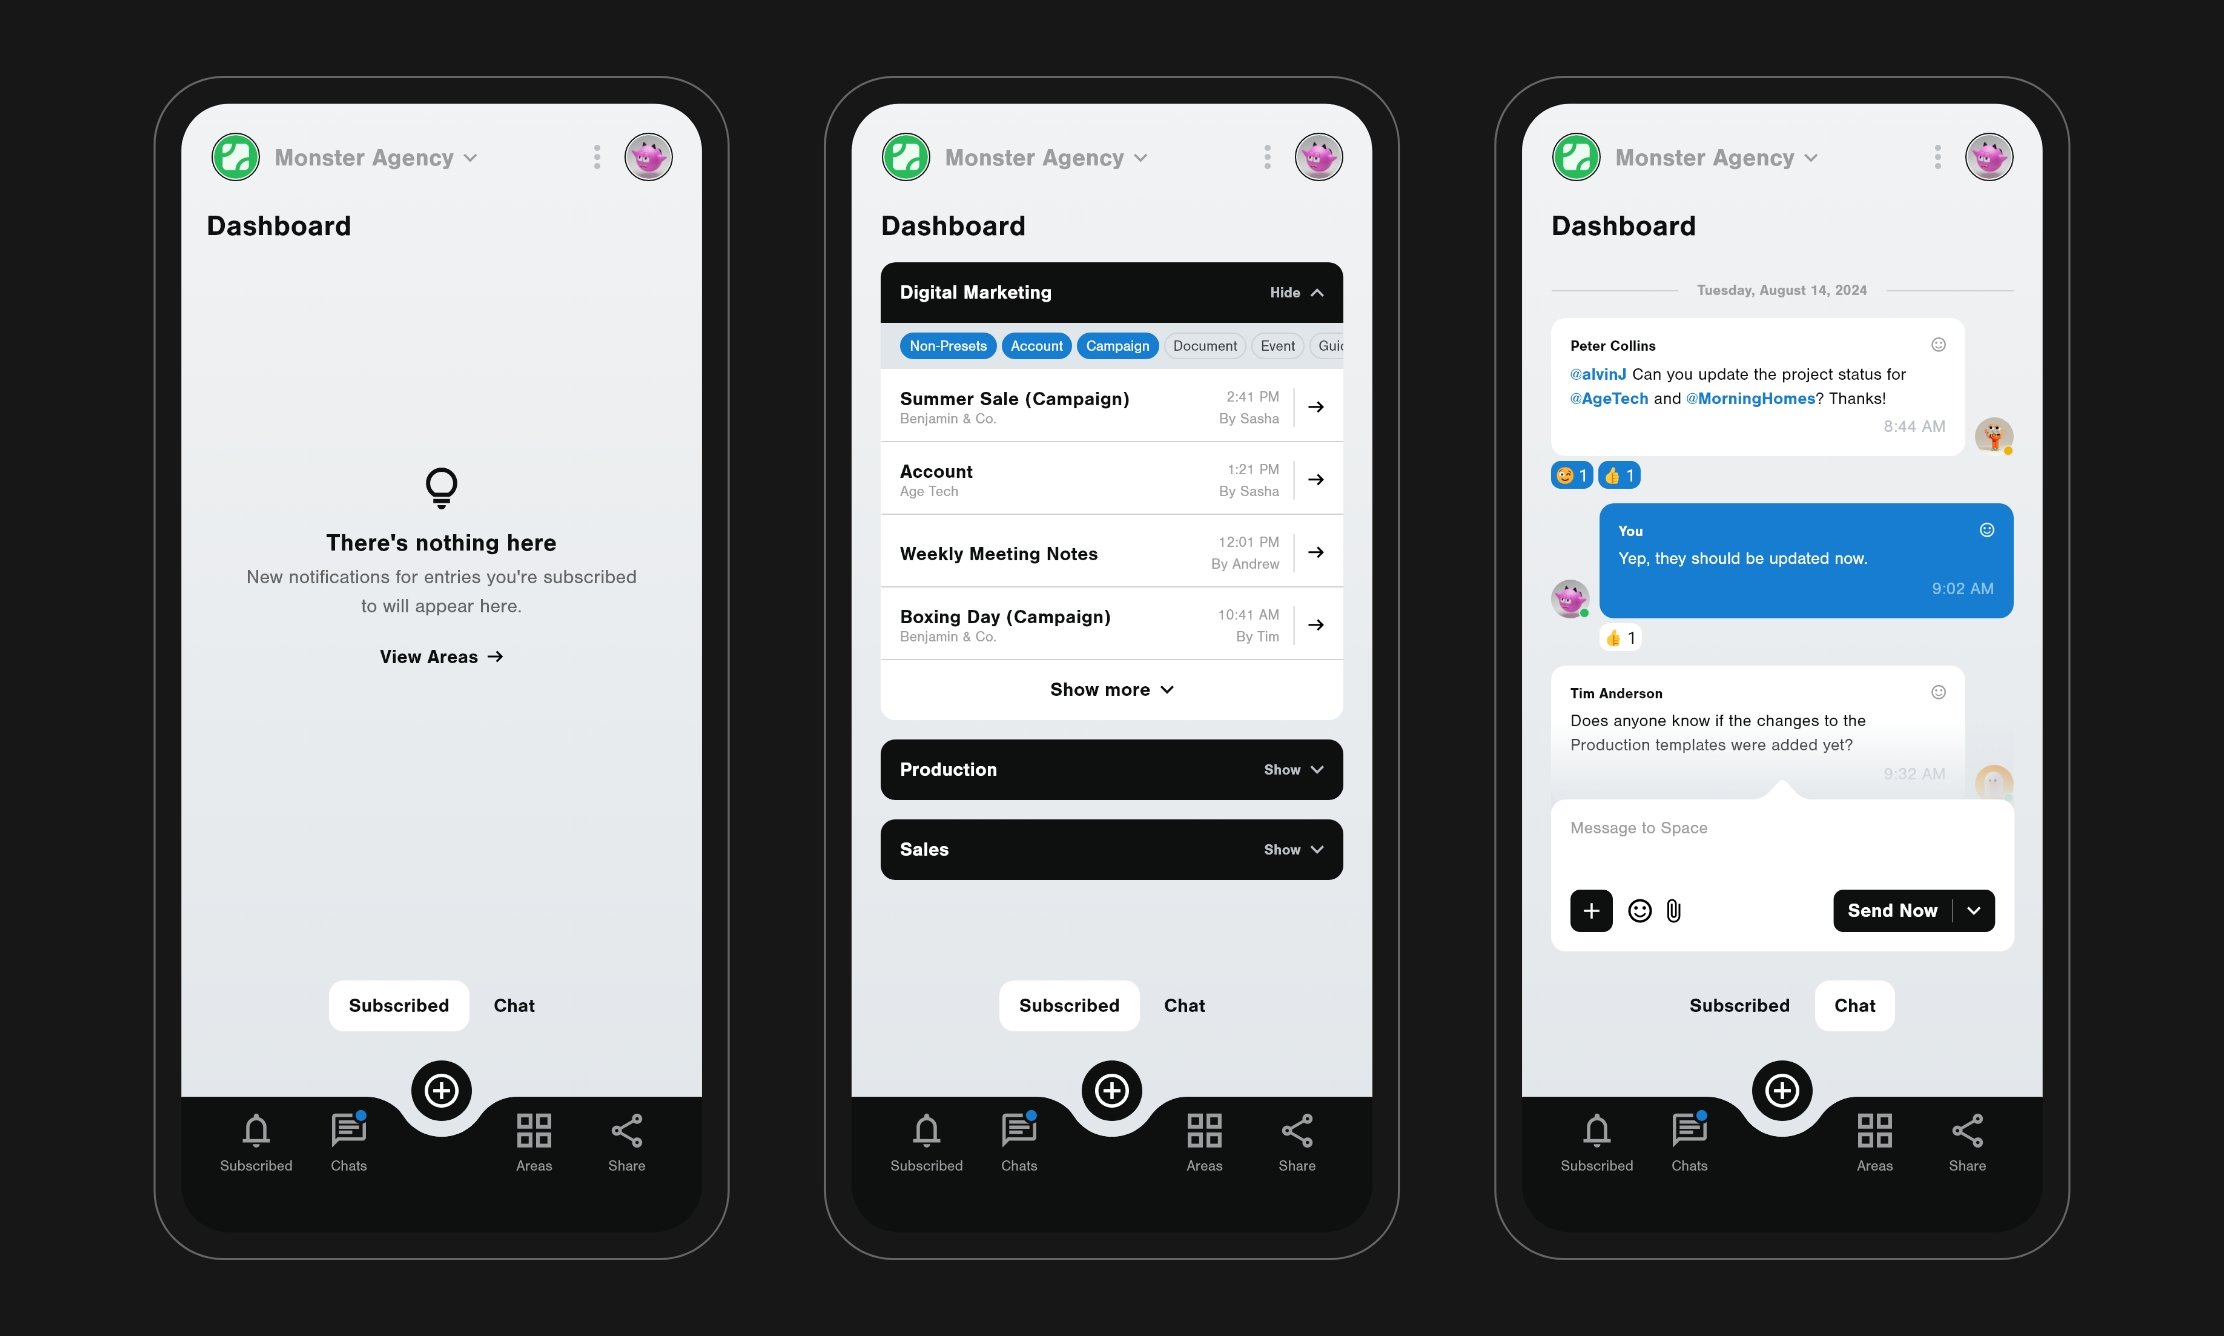 Monster Agency
Dashboard
There's nothing here
New notifications for entries you're subscribed
to will appear here.
View Areas
Subscribed
Chat
Subscribed
Chats
Areas
Share
Monster Agency
Dashboard
Digital Marketing
Hide
Non-Presets
Account
Campaign
Document
Event
Summer Sale (Campaign)
Benjamin & Co.
2:41 PM
By Sasha
Account
Age Tech
1:21 PM
By Sasha
Weekly Meeting Notes
12:01 PM
By Andrew
Boxing Day (Campaign)
Benjamin & Co.
10:41 AM
By Tim
Show more
Production
Show
Sales
Show
Subscribed
Chat
Subscribed
Chats
Areas
Share
Monster Agency
Dashboard
Tuesday, August 14, 2024
Peter Collins
@alvinJ Can you update the project status for
@AgeTech and @MorningHomes? Thanks!
8:44 AM
1
1
You
Yep, they should be updated now.
9:02 AM
1
Tim Anderson
Does anyone know if the changes to the
Production templates were added yet?
9:32 AM
Message to Space
Send Now
Subscribed
Chat
Subscribed
Chats
Areas
Share